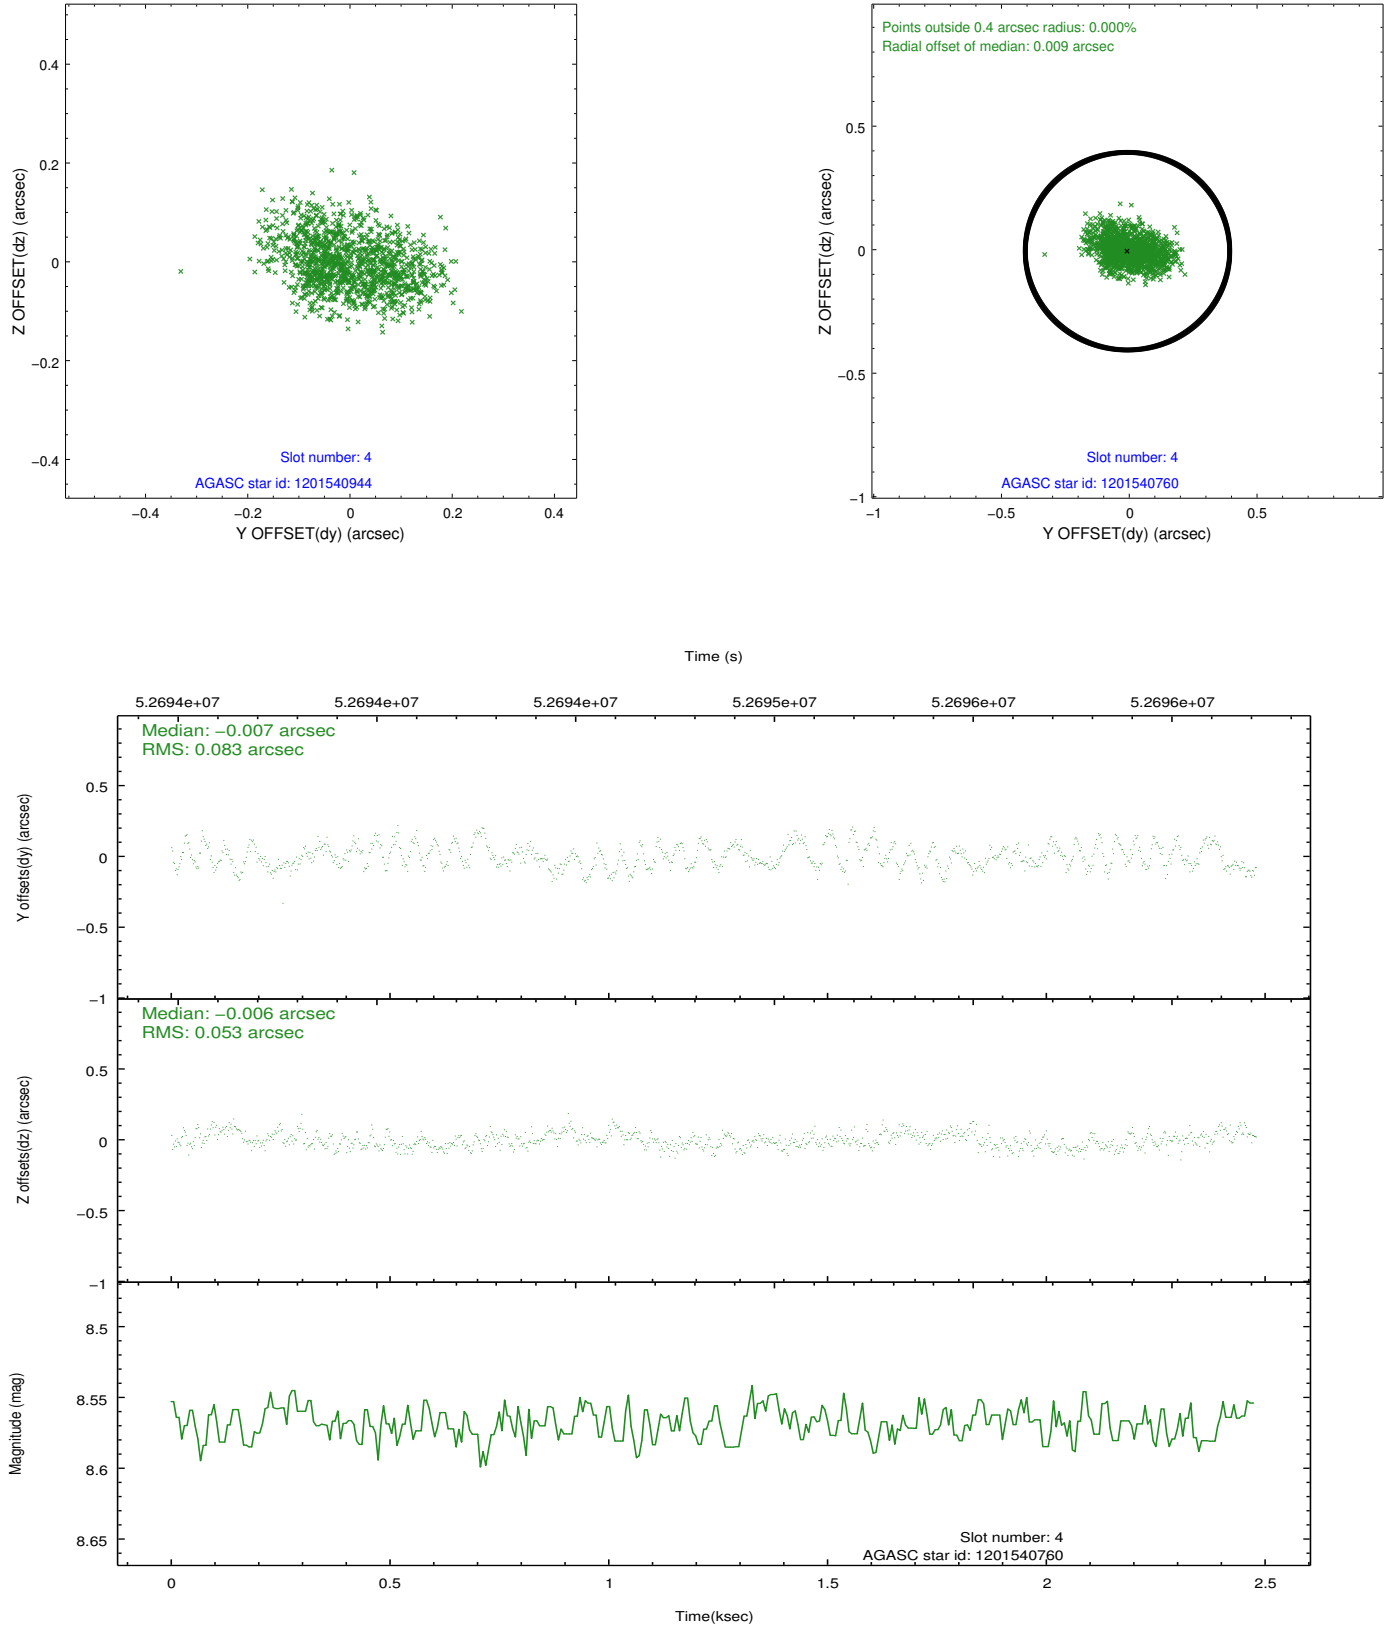 0.4
0.2
0
−0.2
−0.4
Z OFFSET(dz) (arcsec)
Slot number: 4
AGASC star id: 1201540944
−0.4 −0.2 0 0.2 0.4
Y OFFSET(dy) (arcsec)
Points outside 0.4 arcsec radius: 0.000%
Radial offset of median: 0.009 arcsec
0.5
0
−0.5
−1
Z OFFSET(dz) (arcsec)
Slot number: 4
AGASC star id: 1201540760
−1 −0.5 0 0.5
Y OFFSET(dy) (arcsec)
Time (s)
5.2694e+07 5.2694e+07 5.2694e+07 5.2695e+07 5.2696e+07 5.2696e+07
Median: −0.007 arcsec
RMS: 0.083 arcsec
0.5
0
−0.5
−1
Y offsets(dy) (arcsec)
Median: −0.006 arcsec
RMS: 0.053 arcsec
0.5
0
−0.5
−1
Z offsets(dz) (arcsec)
8.5
8.55
8.6
8.65
Magnitude (mag)
Slot number: 4
AGASC star id: 1201540760
0 0.5 1 1.5 2 2.5
Time(ksec)